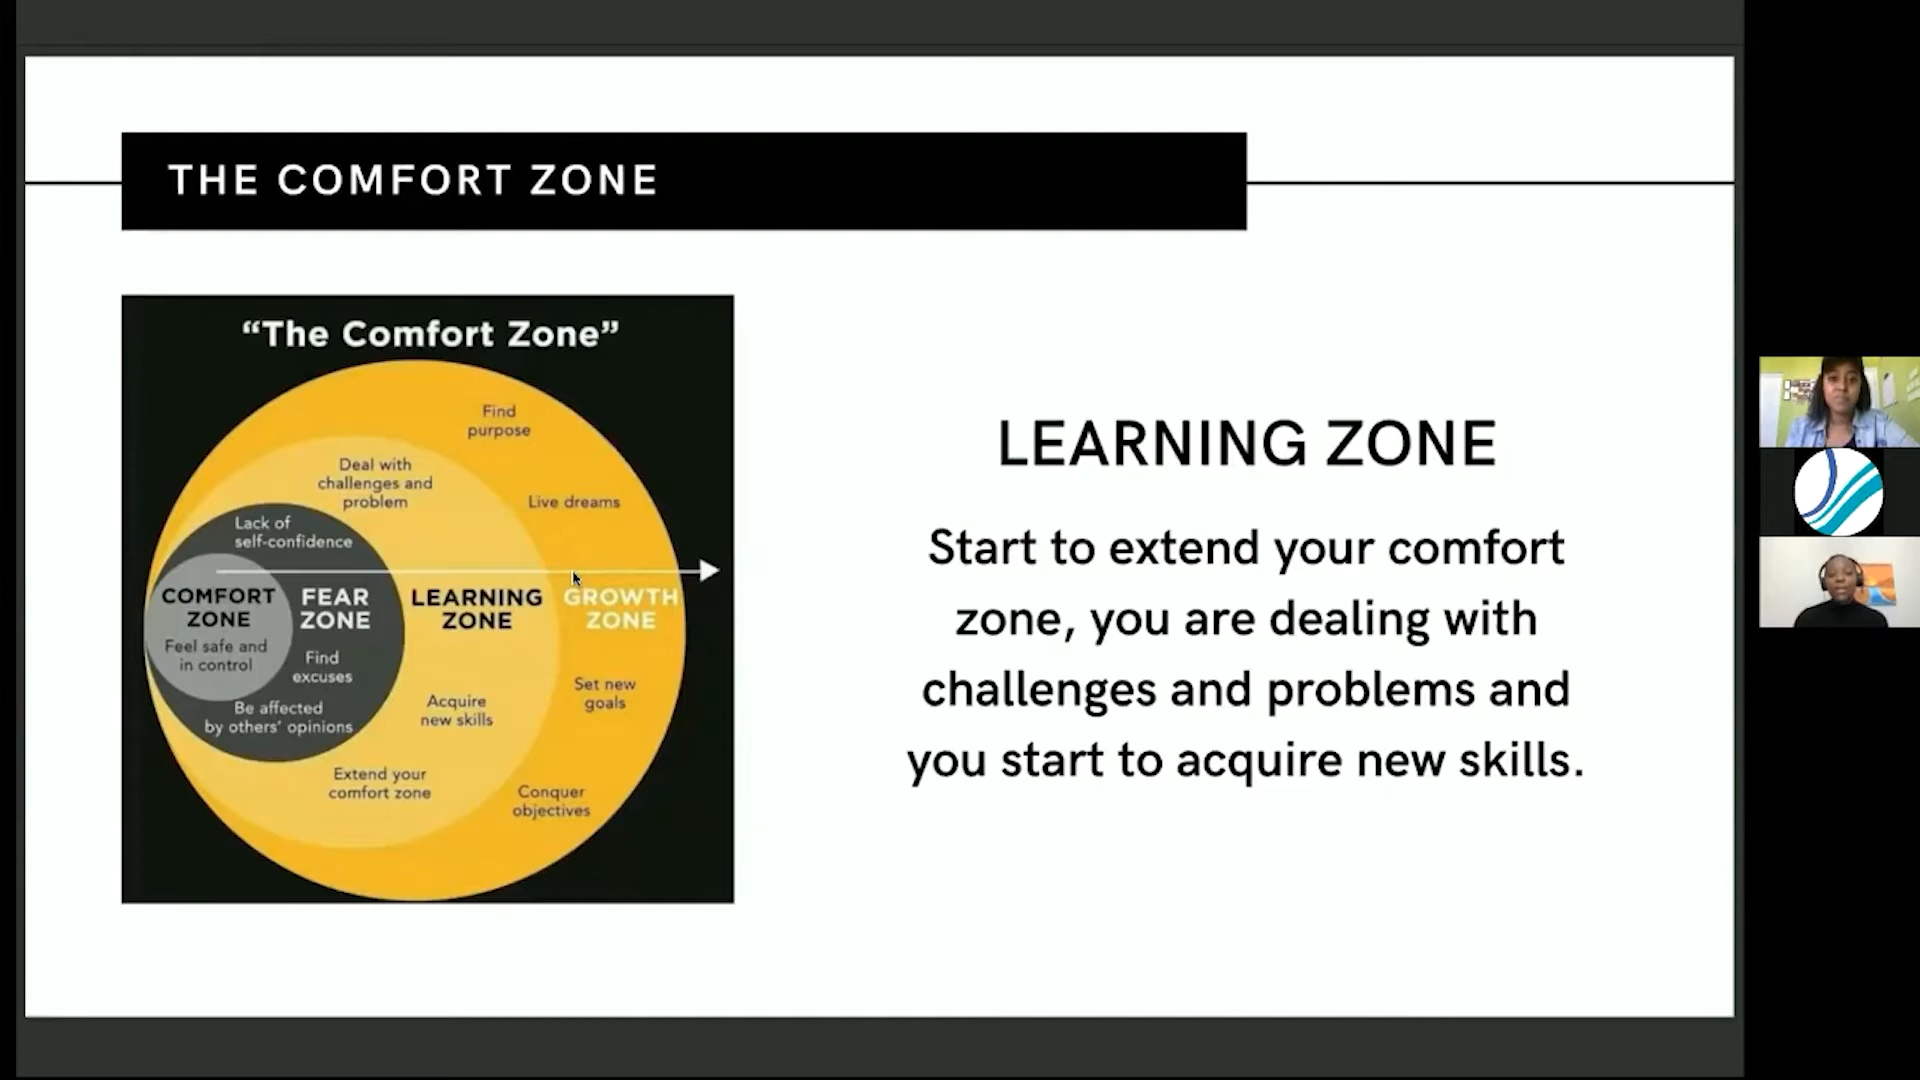 THE COMFORT ZONE
“The Comfort Zone”
Find
purpose
Deal with
challenges and
problem
Live dreams
Lack of
self-confidence
COMFORT
ZONE
Feel safe and
in control
FEAR
ZONE
Find
excuses
Be affected
by others’ opinions
LEARNING
ZONE
Acquire
new skills
Extend your
comfort zone
GROWTH
ZONE
Set new
goals
Conquer
objectives
LEARNING ZONE
Start to extend your comfort
zone, you are dealing with
challenges and problems and
you start to acquire new skills.